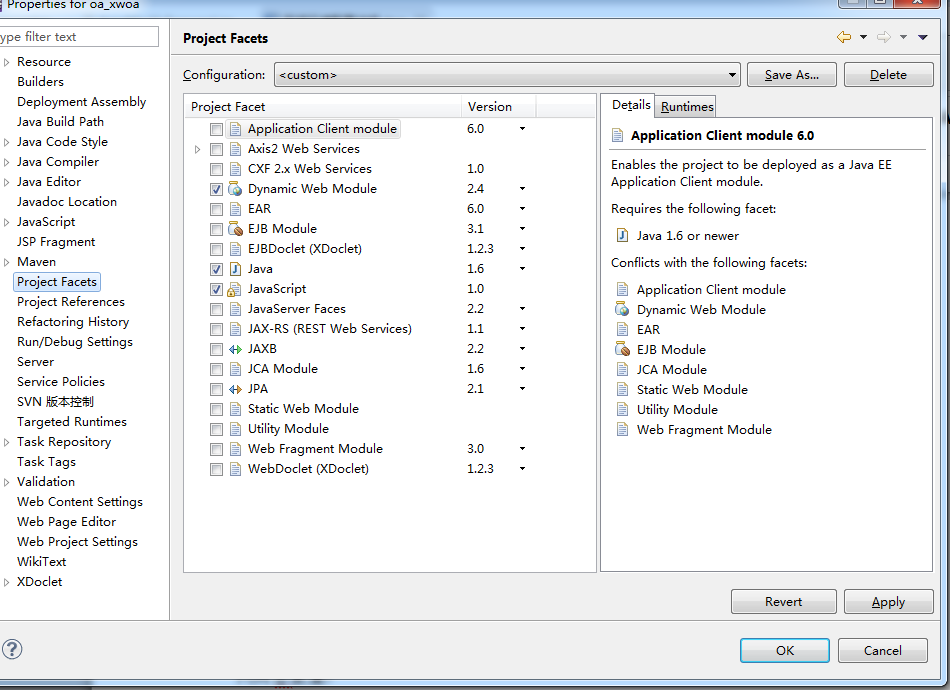 Properties for oa_xwoa
ype filter text
Resource
Builders
Deployment Assembly
Java Build Path
Java Code Style
Java Compiler
Java Editor
Javadoc Location
JavaScript
JSP Fragment
Maven
Project Facets
Project References
Refactoring History
Run/Debug Settings
Server
Service Policies
SVN 版本控制
Targeted Runtimes
Task Repository
Task Tags
Validation
Web Content Settings
Web Page Editor
Web Project Settings
WikiText
XDoclet
Project Facets
Configuration: <custom> Save As... Delete
Project Facet Version
Application Client module 6.0
Axis2 Web Services
CXF 2.x Web Services 1.0
Dynamic Web Module 2.4
EAR 6.0
EJB Module 3.1
EJBDoclet (XDoclet) 1.2.3
Java 1.6
JavaScript 1.0
JavaServer Faces 2.2
JAX-RS (REST Web Services) 1.1
JAXB 2.2
JCA Module 1.6
JPA 2.1
Static Web Module
Utility Module
Web Fragment Module 3.0
WebDoclet (XDoclet) 1.2.3
Details Runtimes
Application Client module 6.0
Enables the project to be deployed as a Java EE
Application Client module.
Requires the following facet:
Java 1.6 or newer
Conflicts with the following facets:
Application Client module
Dynamic Web Module
EAR
EJB Module
JCA Module
Static Web Module
Utility Module
Web Fragment Module
Revert Apply
OK Cancel